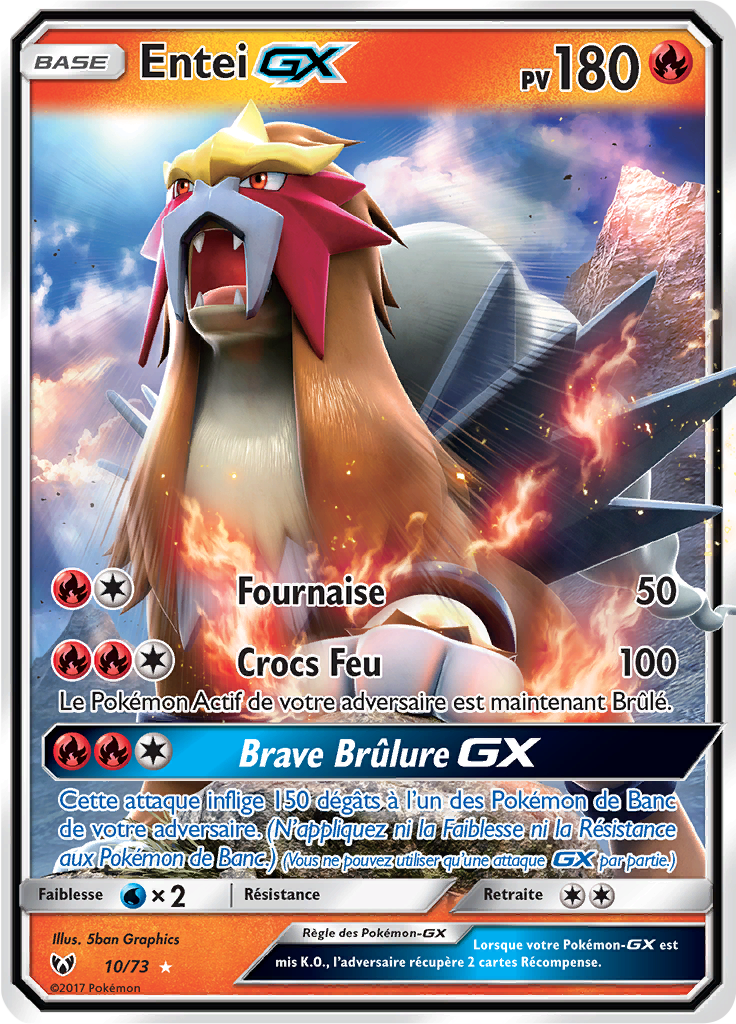 BASE Entei GX PV 180
Fournaise 50
Crocs Feu 100
Le Pokémon Actif de votre adversaire est maintenant Brûlé.
Brave Brûlure GX
Cette attaque inflige 150 dégâts à l'un des Pokémon de Banc
de votre adversaire. (N'appliquez ni la Faiblesse ni la Résistance
aux Pokémon de Banc.) (Vous ne pouvez utiliser qu'une attaque GX par partie.)
Faiblesse ×2 Résistance Retraite
Illus. 5ban Graphics
10/73
©2017 Pokémon
Règle des Pokémon-GX
Lorsque votre Pokémon-GX est
mis K.O., l'adversaire récupère 2 cartes Récompense.